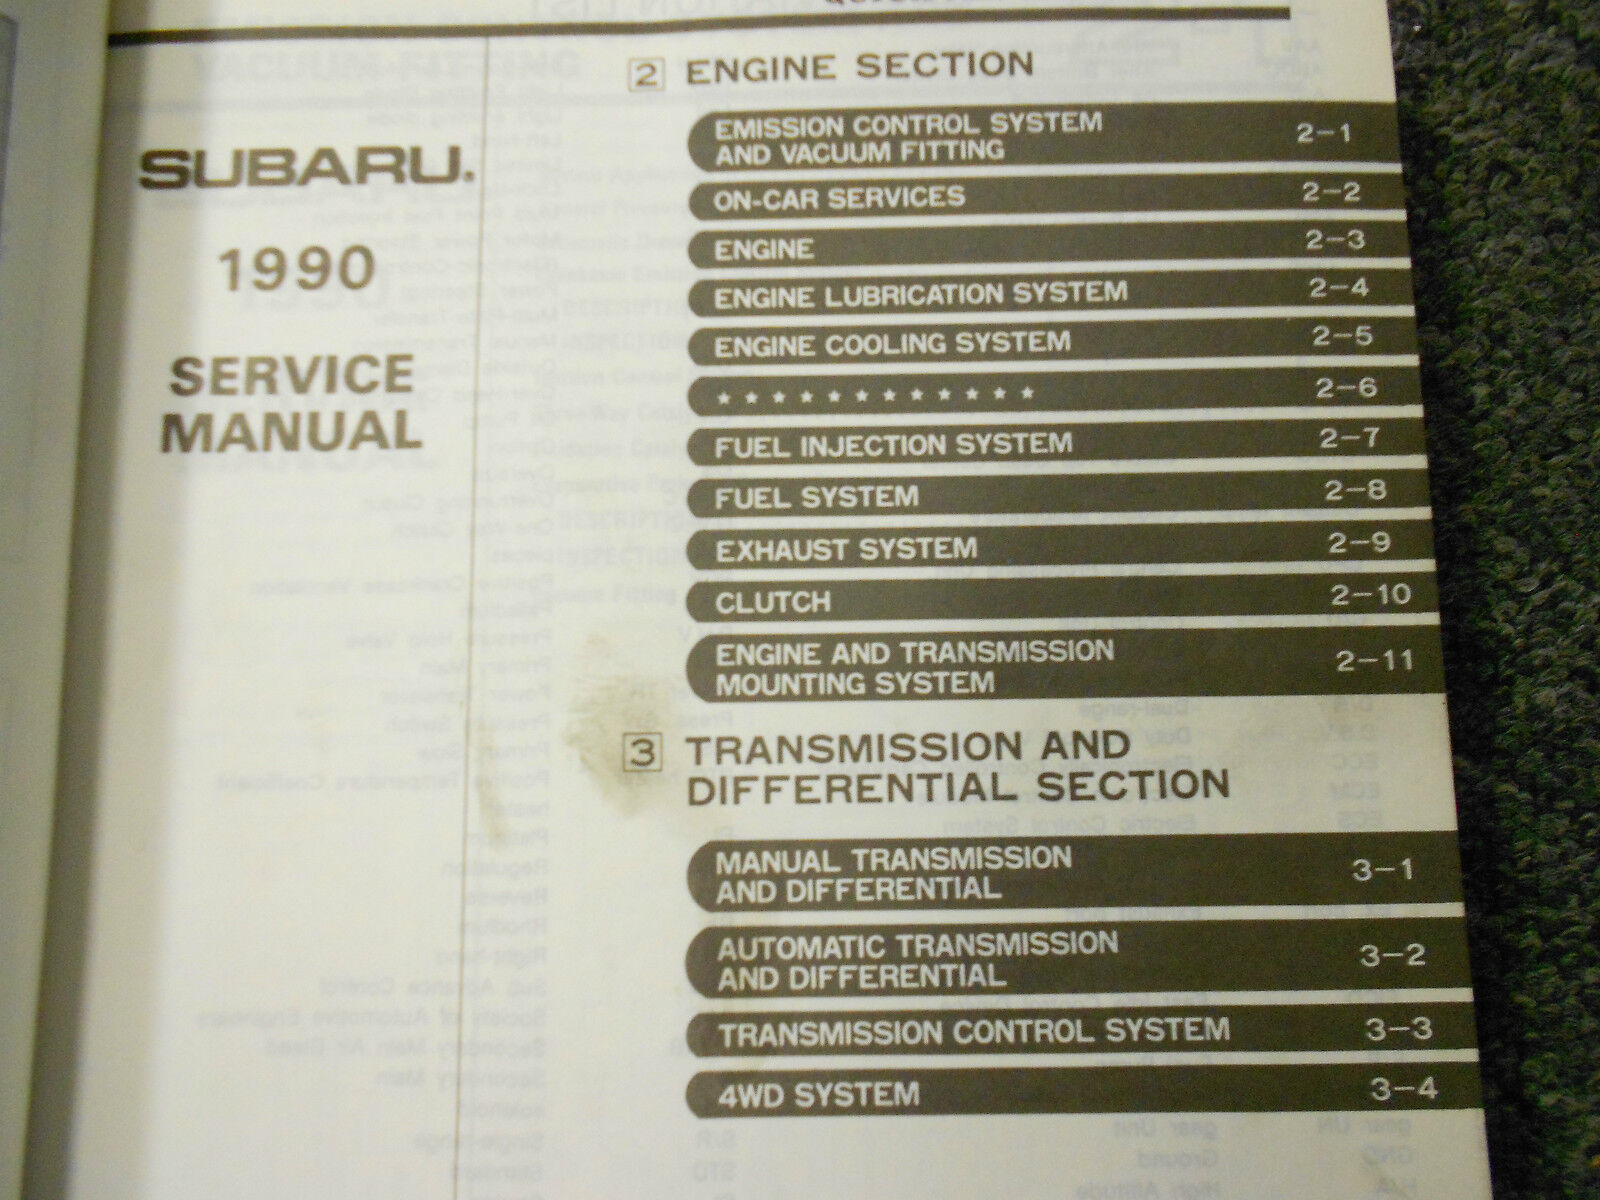 SUBARU.
1990
SERVICE
MANUAL
2 ENGINE SECTION
EMISSION CONTROL SYSTEM
AND VACUUM FITTING 2-1
ON-CAR SERVICES 2-2
ENGINE 2-3
ENGINE LUBRICATION SYSTEM 2-4
ENGINE COOLING SYSTEM 2-5
★ ★ ★ ★ ★ ★ ★ ★ ★ ★ ★ ★ 2-6
FUEL INJECTION SYSTEM 2-7
FUEL SYSTEM 2-8
EXHAUST SYSTEM 2-9
CLUTCH 2-10
ENGINE AND TRANSMISSION
MOUNTING SYSTEM 2-11
3 TRANSMISSION AND
DIFFERENTIAL SECTION
MANUAL TRANSMISSION
AND DIFFERENTIAL 3-1
AUTOMATIC TRANSMISSION
AND DIFFERENTIAL 3-2
TRANSMISSION CONTROL SYSTEM 3-3
4WD SYSTEM 3-4